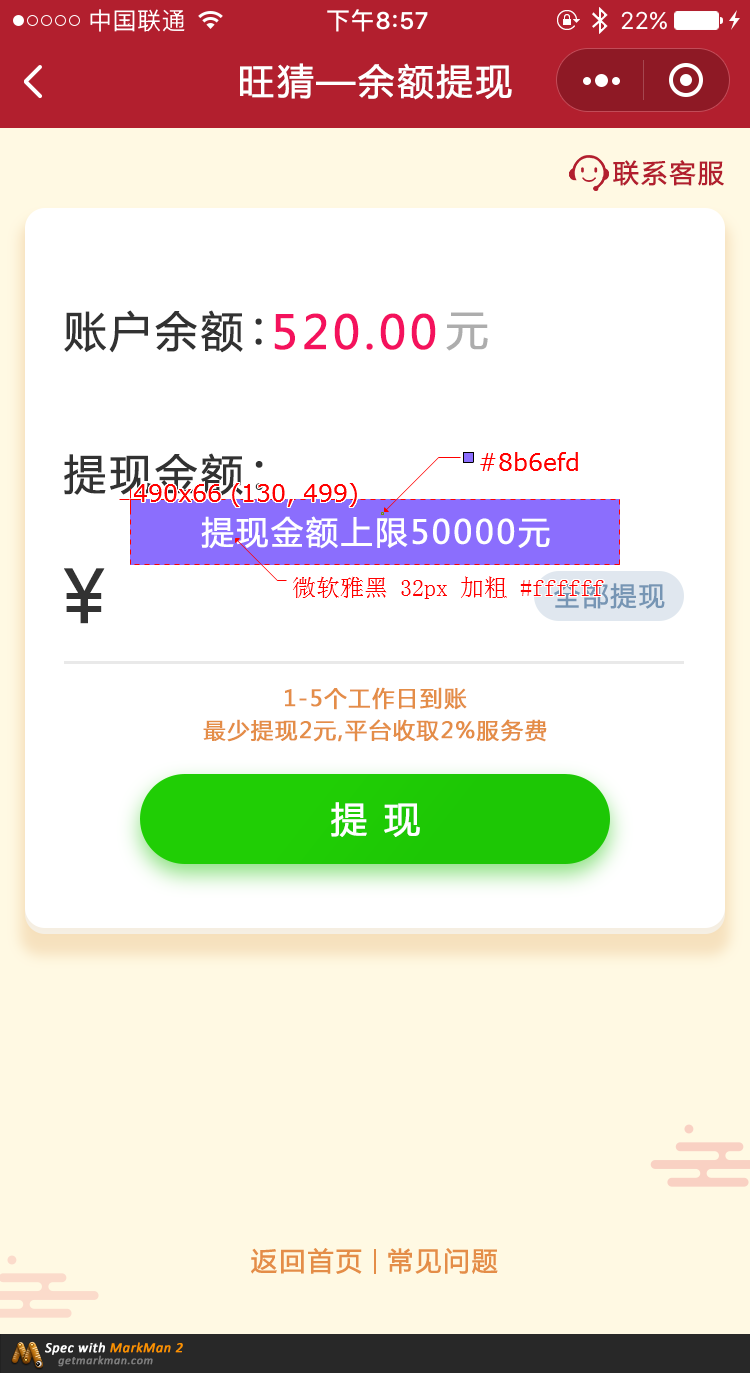 中国联通 下午8:57 22%
旺猜—余额提现
联系客服
账户余额:520.00元
#8b6efd
提现金额:
490x66 (130, 499)
提现金额上限50000元
微软雅黑 32px 加粗 #ffffff
¥ 全部提现
1-5个工作日到账
最少提现2元,平台收取2%服务费
提 现
返回首页 | 常见问题
Spec with MarkMan 2
getmarkman.com